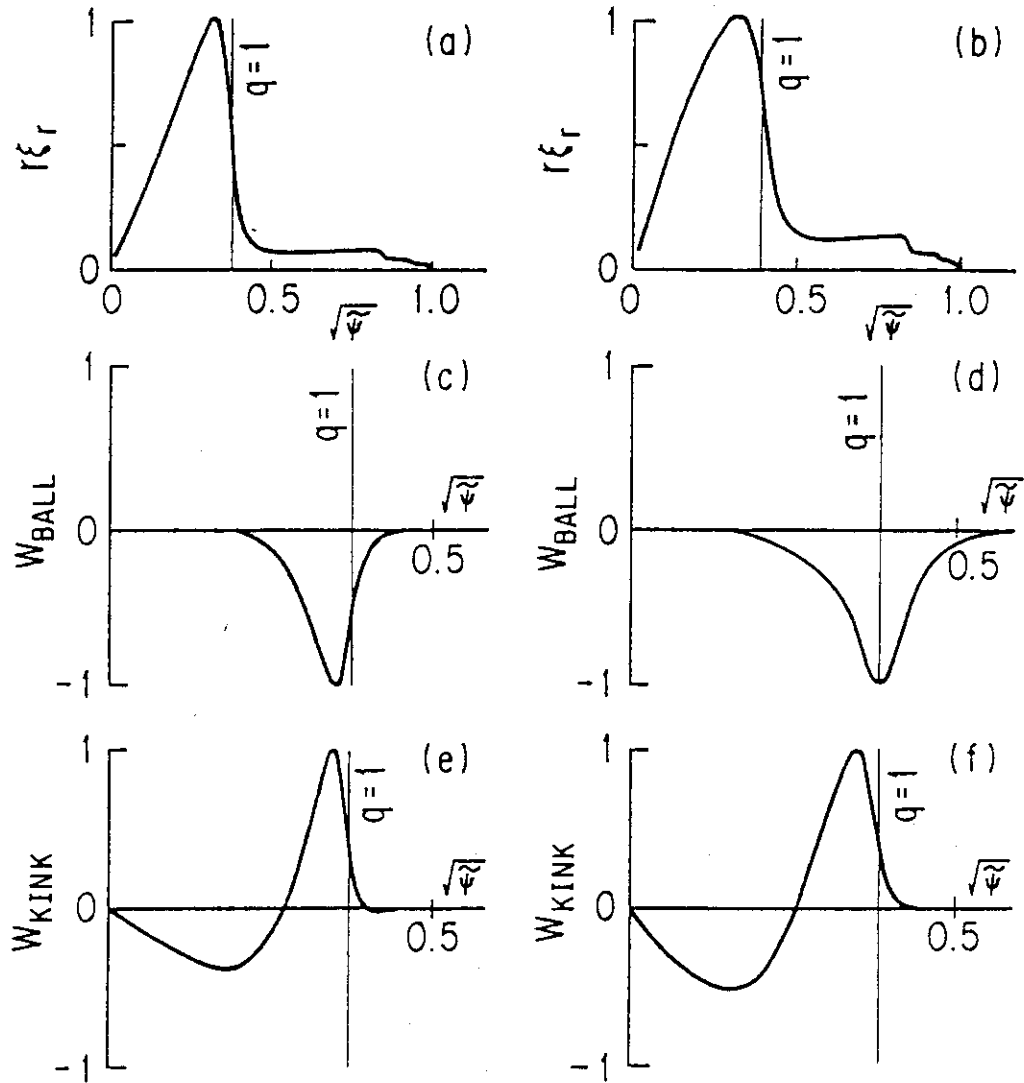 (a)
1
rξr
q=1
0
0
0.5
1.0
√ψ̃
(b)
1
rξr
q=1
0
0
0.5
1.0
√ψ̃
(c)
1
q=1
√ψ̃
WBALL
0
0.5
-1
(d)
1
q=1
√ψ̃
WBALL
0
0.5
-1
(e)
1
q=1
√ψ̃
WKINK
0
0.5
-1
(f)
1
q=1
√ψ̃
WKINK
0
0.5
-1